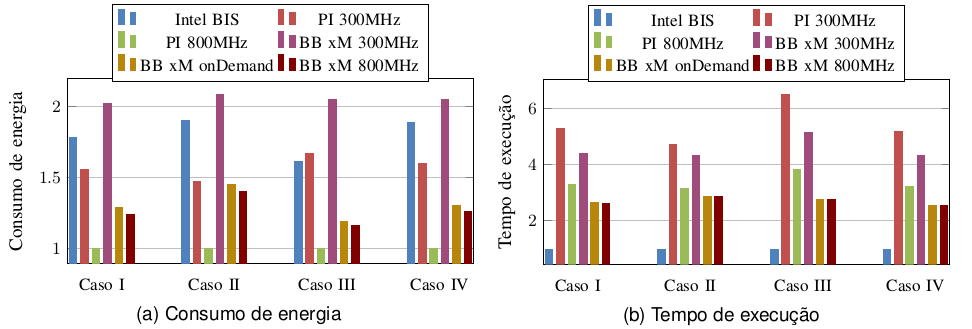 Intel BIS PI 300MHz
PI 800MHz BB xM 300MHz
BB xM onDemand BB xM 800MHz
Consumo de energia
2
1.5
1
Caso I Caso II Caso III Caso IV
(a) Consumo de energia
Intel BIS PI 300MHz
PI 800MHz BB xM 300MHz
BB xM onDemand BB xM 800MHz
Tempo de execução
6
4
2
Caso I Caso II Caso III Caso IV
(b) Tempo de execução